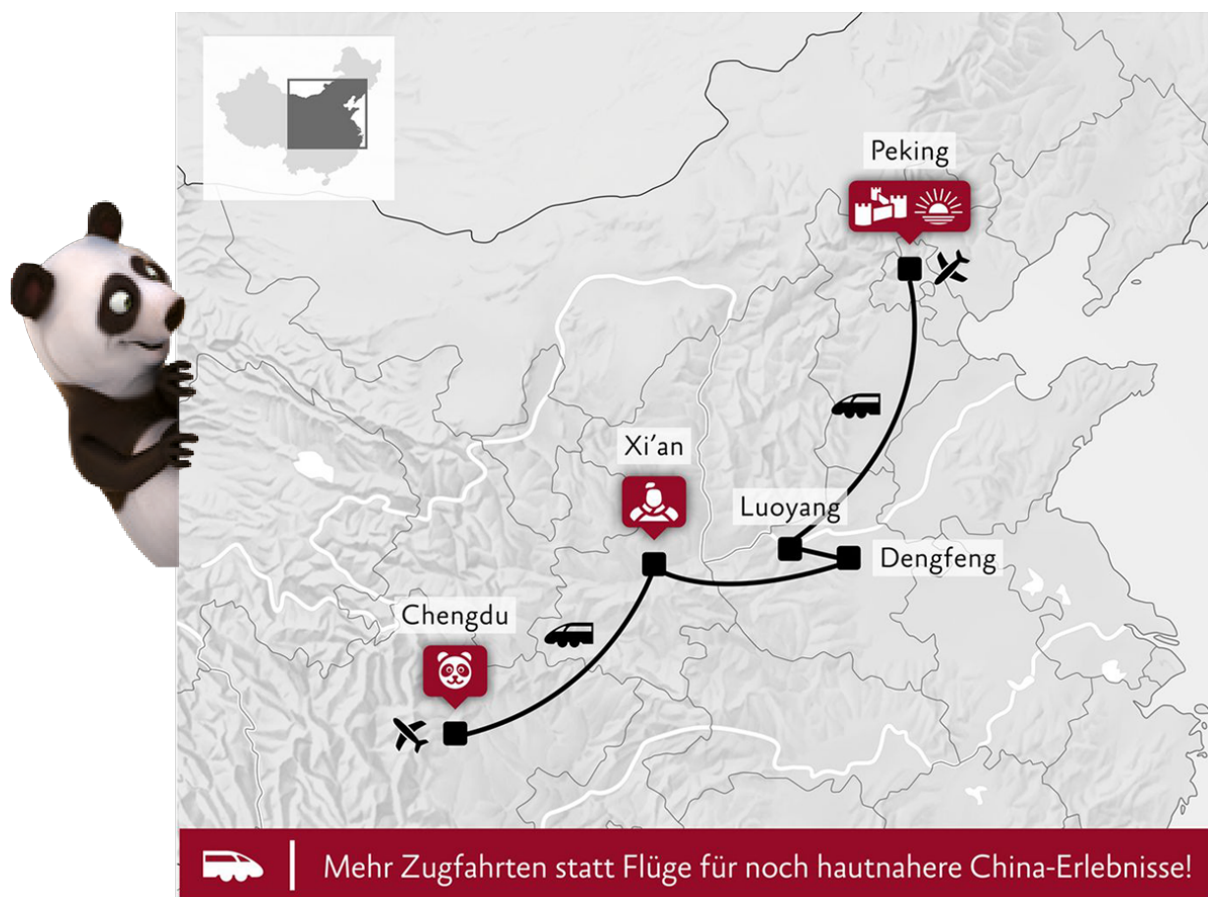 Peking
Xi'an
Luoyang
Dengfeng
Chengdu
Mehr Zugfahrten statt Flüge für noch hautnahere China-Erlebnisse!